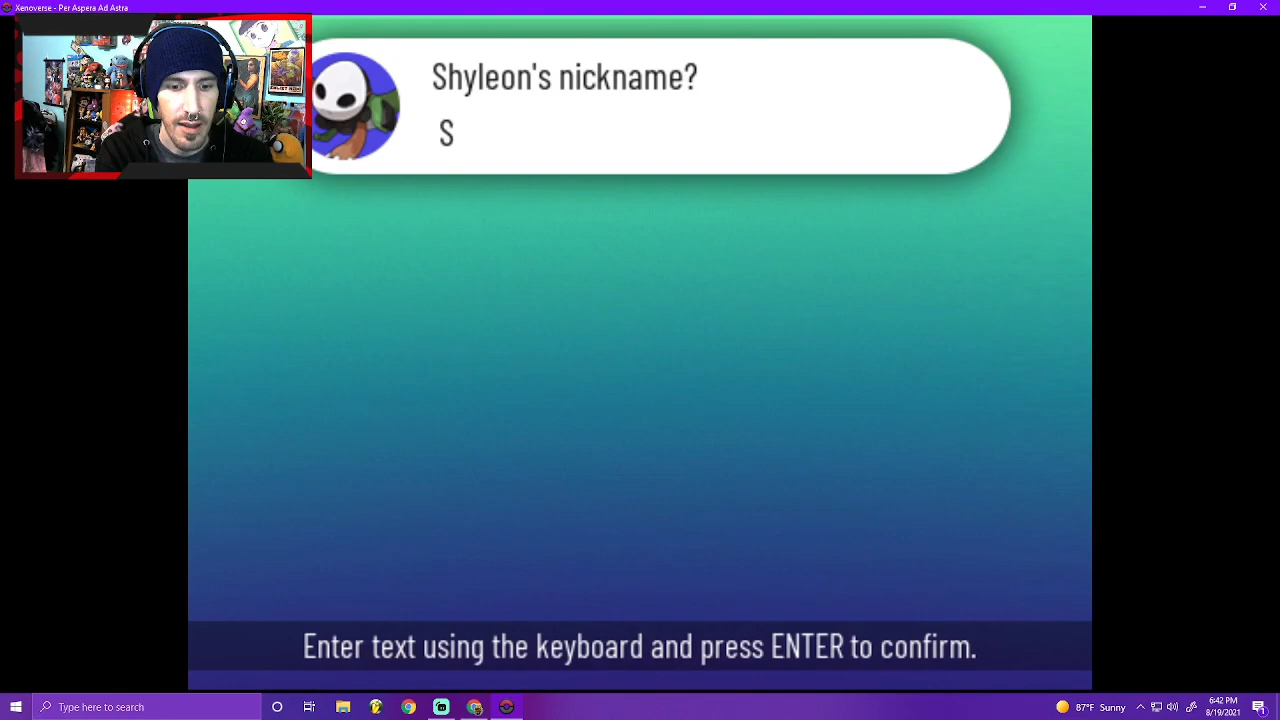 Xenoverse - Per Aspera Ad Astra
Shyleon's nickname?
S
Enter text using the keyboard and press ENTER to confirm.
Type here to search
87°F Sunny
6:42 PM
8/19/2021